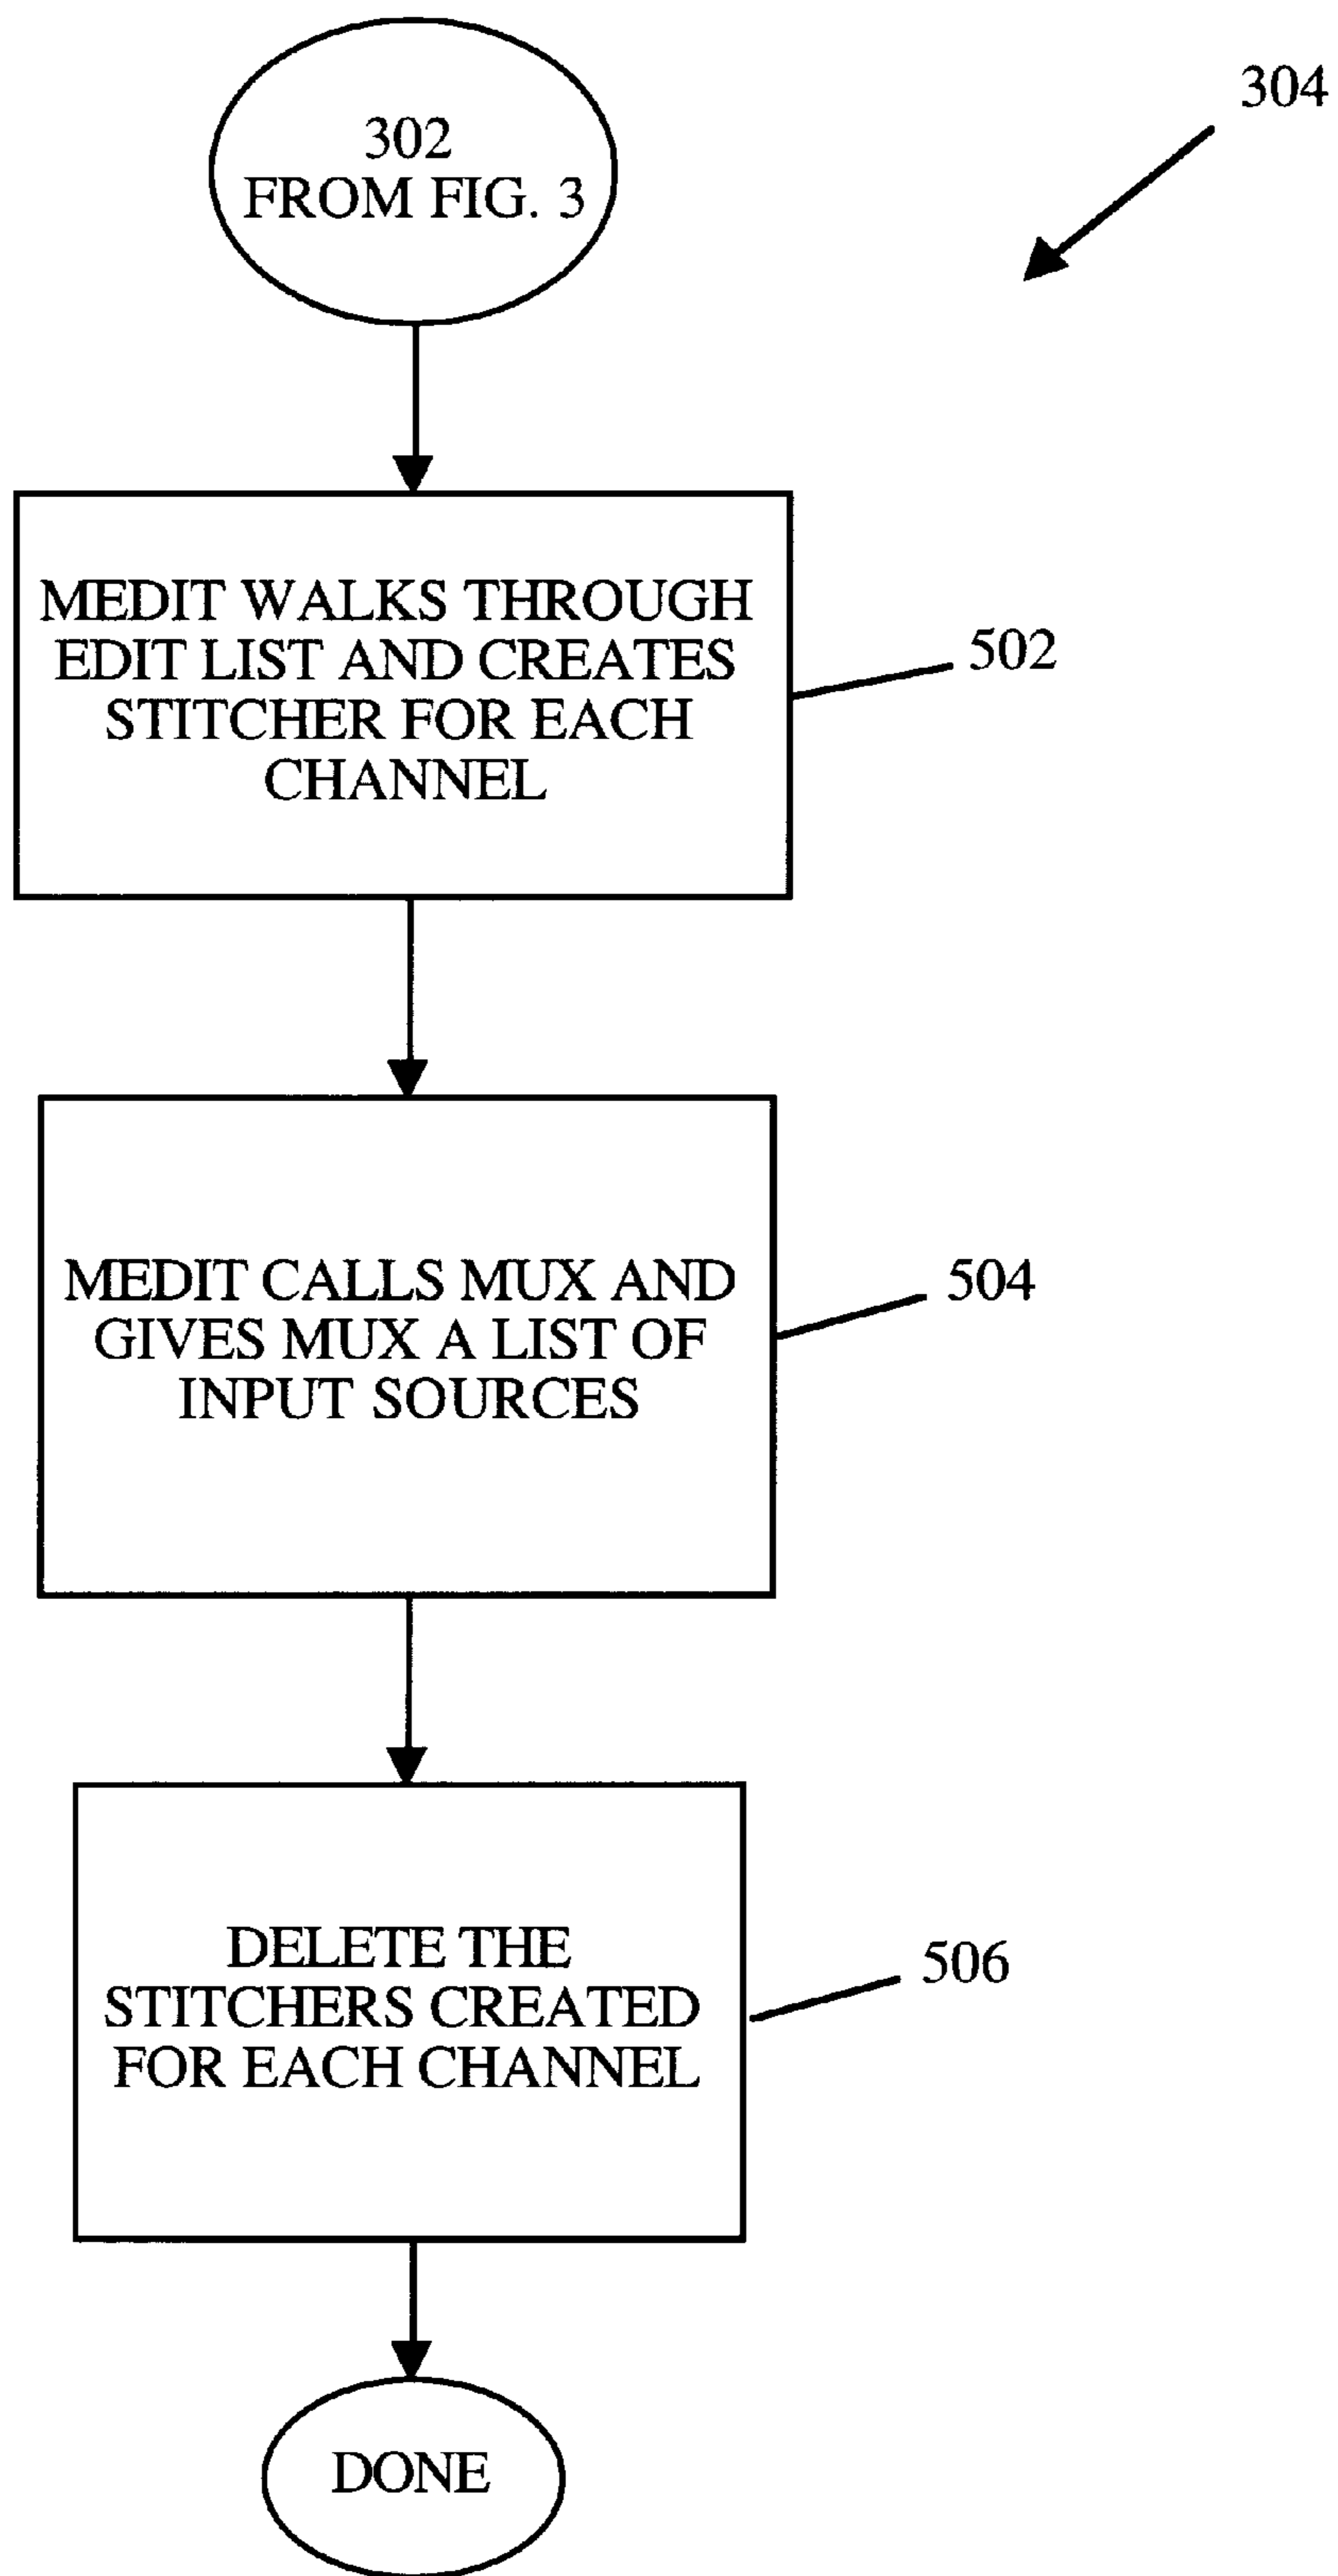 304
302
FROM FIG. 3
MEDIT WALKS THROUGH
EDIT LIST AND CREATES
STITCHER FOR EACH
CHANNEL
502
MEDIT CALLS MUX AND
GIVES MUX A LIST OF
INPUT SOURCES
504
DELETE THE
STITCHERS CREATED
FOR EACH CHANNEL
506
DONE